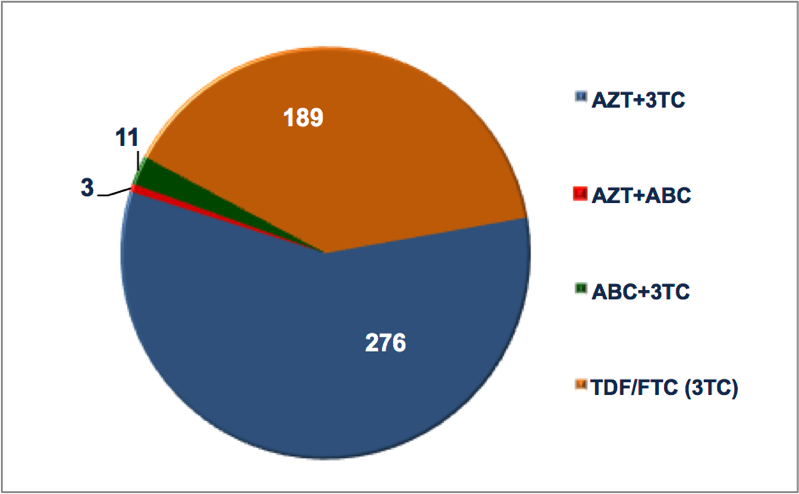 189
11
3
276
AZT+3TC
AZT+ABC
ABC+3TC
TDF/FTC (3TC)